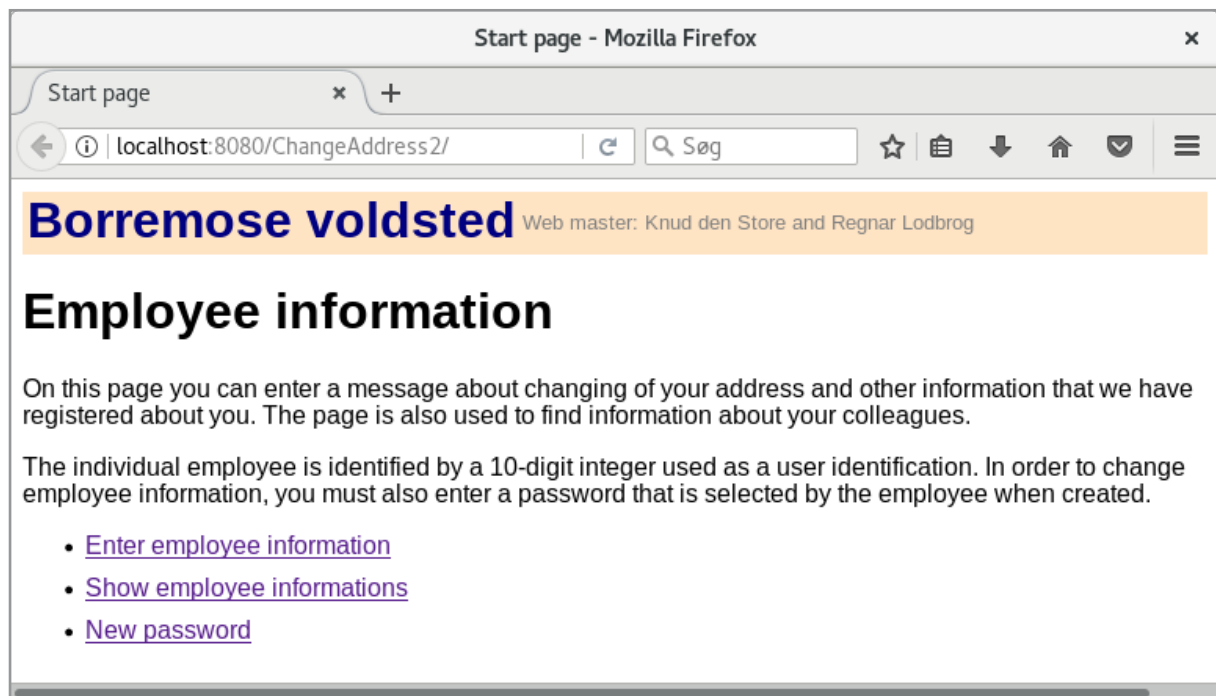 Start page - Mozilla Firefox
Start page
localhost:8080/ChangeAddress2/
Søg
Borremose voldsted Web master: Knud den Store and Regnar Lodbrog
Employee information
On this page you can enter a message about changing of your address and other information that we have
registered about you. The page is also used to find information about your colleagues.
The individual employee is identified by a 10-digit integer used as a user identification. In order to change
employee information, you must also enter a password that is selected by the employee when created.
• Enter employee information
• Show employee informations
• New password